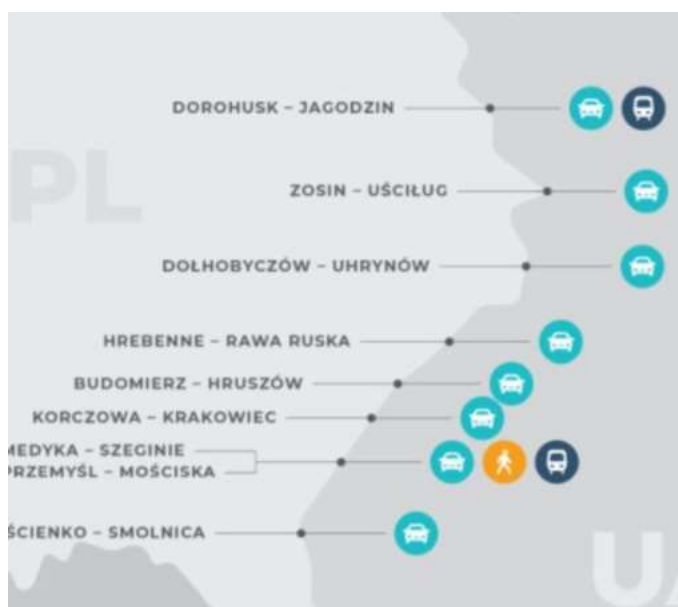 DOROHUSK – JAGODZIN
PL
ZOSIN – UŚCIŁUG
DOŁHOBYCZÓW – UHRYNÓW
HREBENNE – RAWA RUSKA
BUDOMIERZ – HRUSZÓW
KORCZOWA – KRAKOWIEC
MEDYKA – SZEGINIE
PRZEMYŚL – MOŚCISKA
ŚCIENKO – SMOLNICA
UA